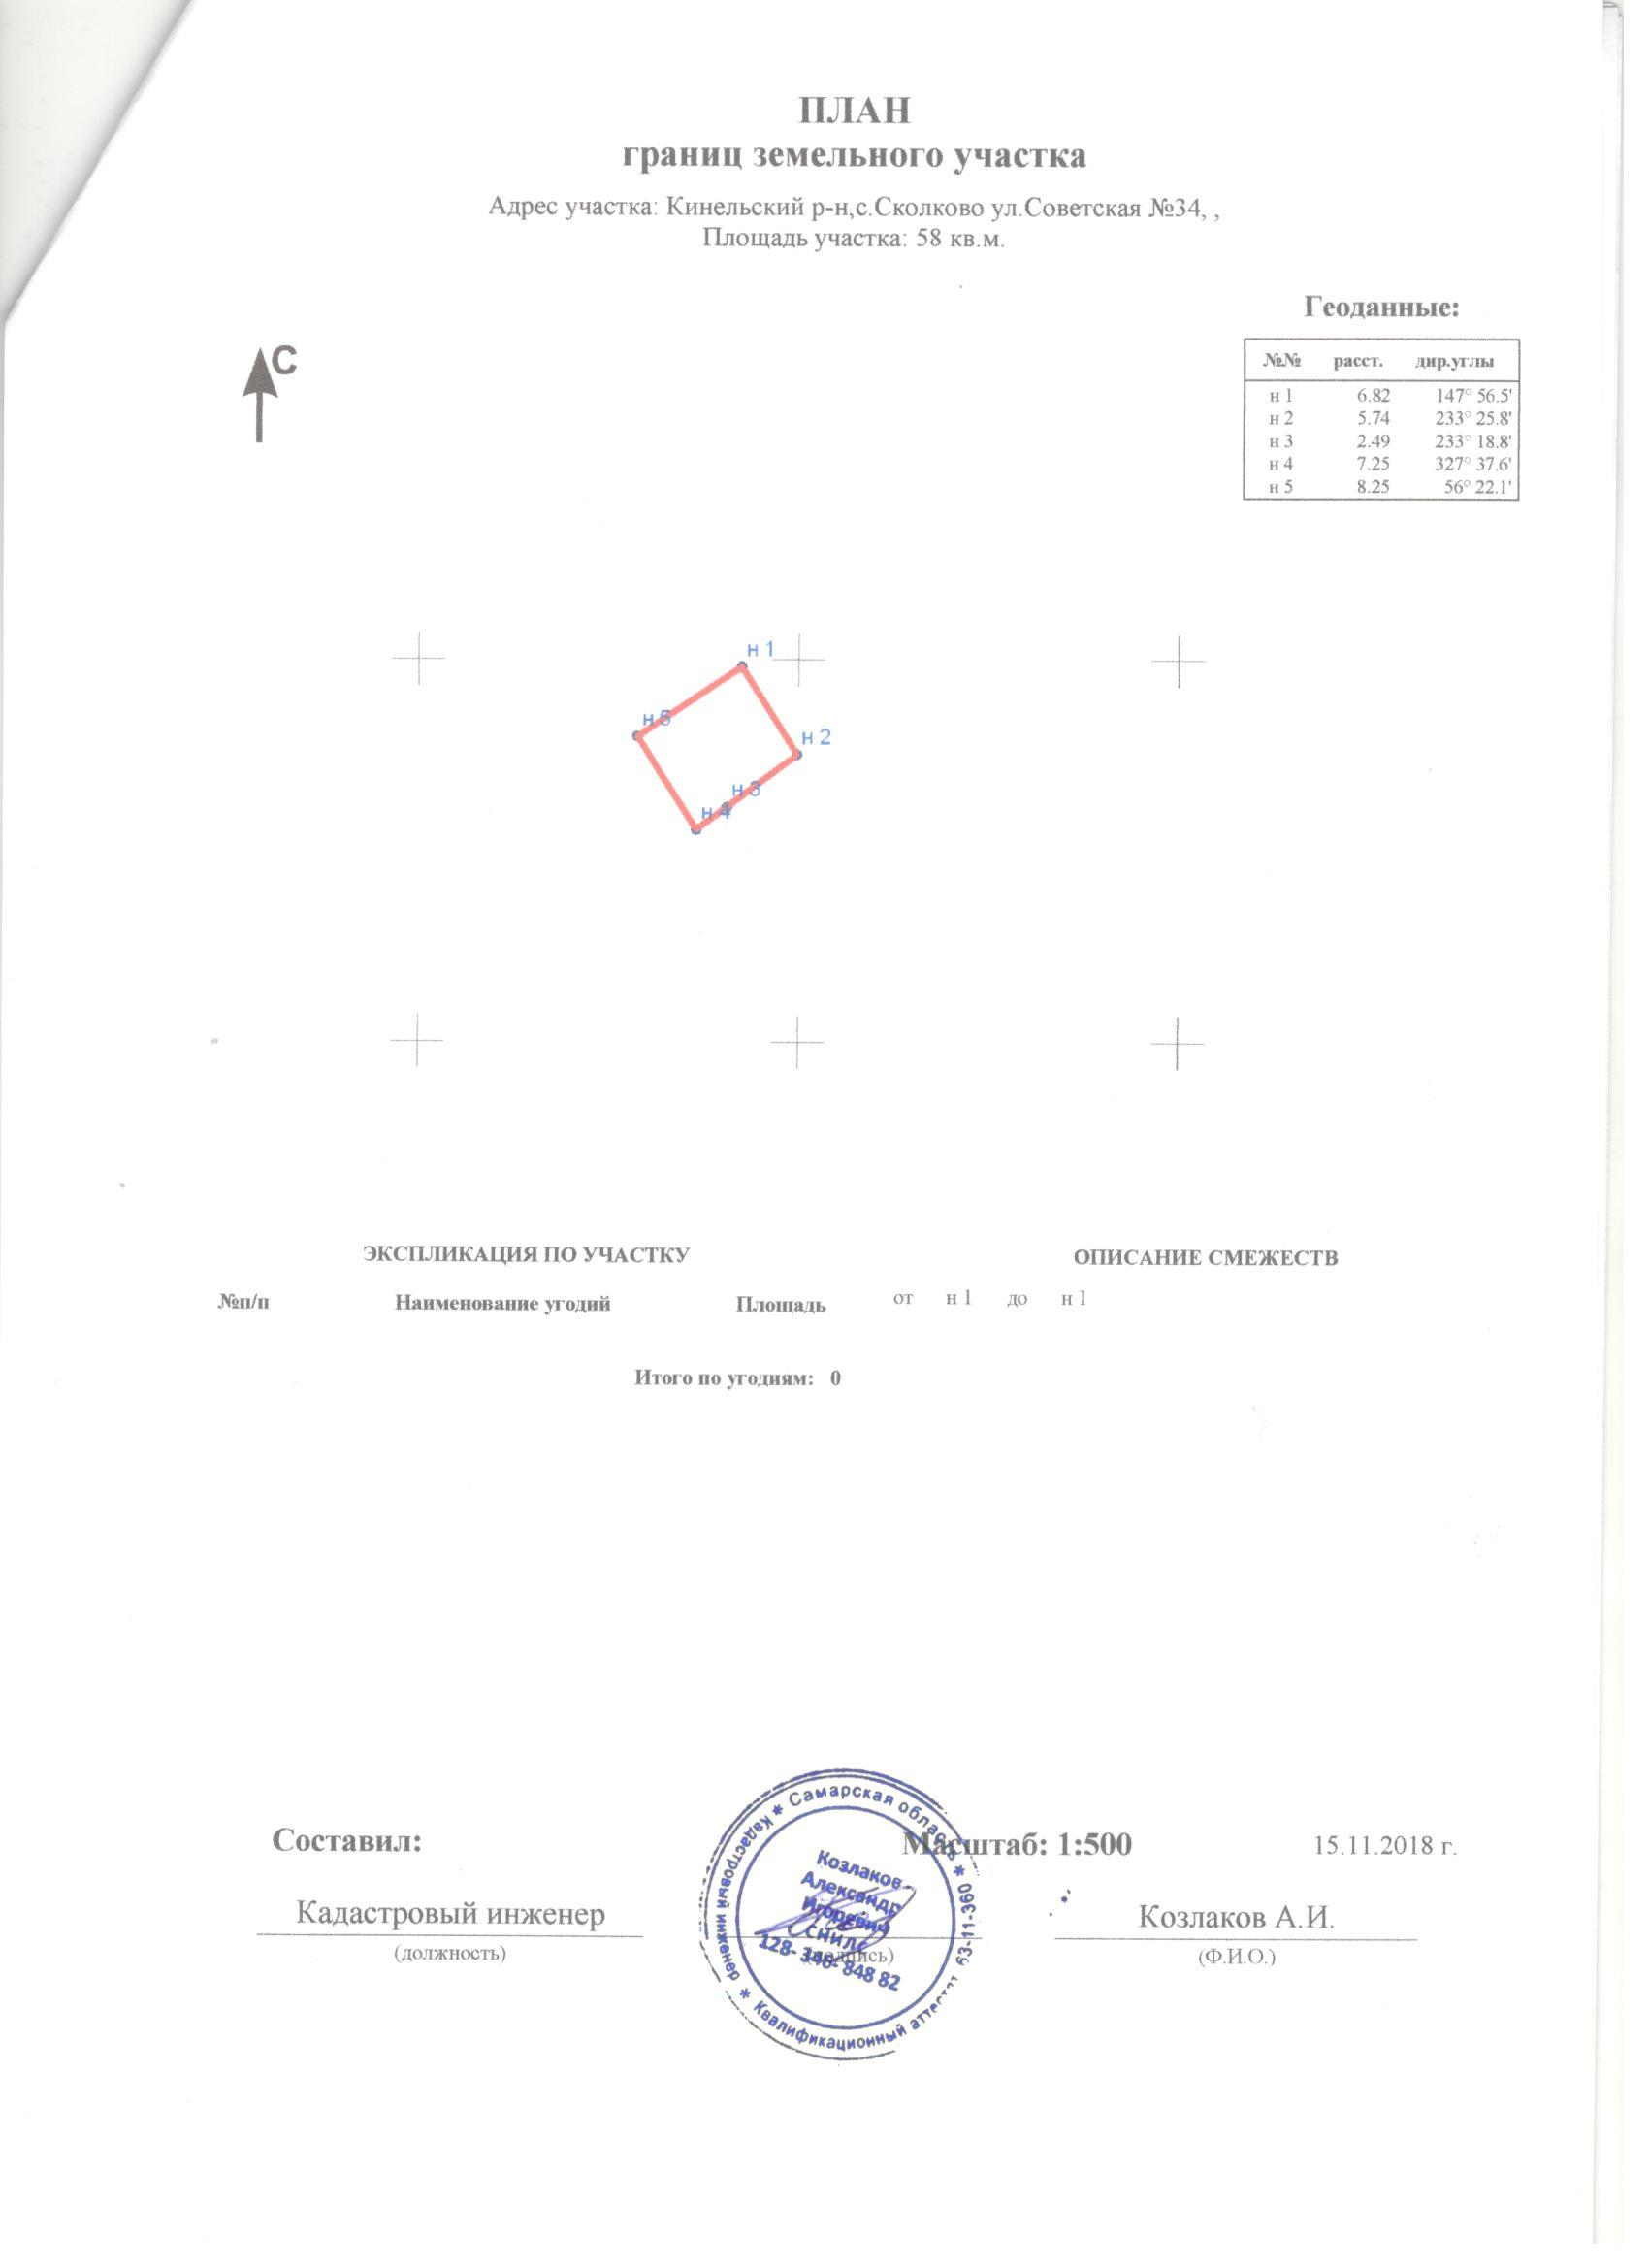 ПЛАН
границ земельного участка
Адрес участка: Кинельский р-н,с.Сколково ул.Советская №34, ,
Площадь участка: 58 кв.м.
Геоданные:
№№ расст. дир.углы
н 1 6.82 147° 56.5'
н 2 5.74 233° 25.8'
н 3 2.49 233° 18.8'
н 4 7.25 327° 37.6'
н 5 8.25 56° 22.1'
С
н 1
н 5
н 2
н 3
н 4
ЭКСПЛИКАЦИЯ ПО УЧАСТКУ
№п/п Наименование угодий Площадь
Итого по угодиям: 0
ОПИСАНИЕ СМЕЖЕСТВ
от н 1 до н 1
Составил:
Масштаб: 1:500
15.11.2018 г.
Кадастровый инженер
(должность)
(подпись)
Козлаков А.И.
(Ф.И.О.)
Кадастровый инженер * Самарская область * 63-11-360
* Квалификационный аттестат
Козлаков
Александр
Игоревич
СНИЛС
128-346-848 82